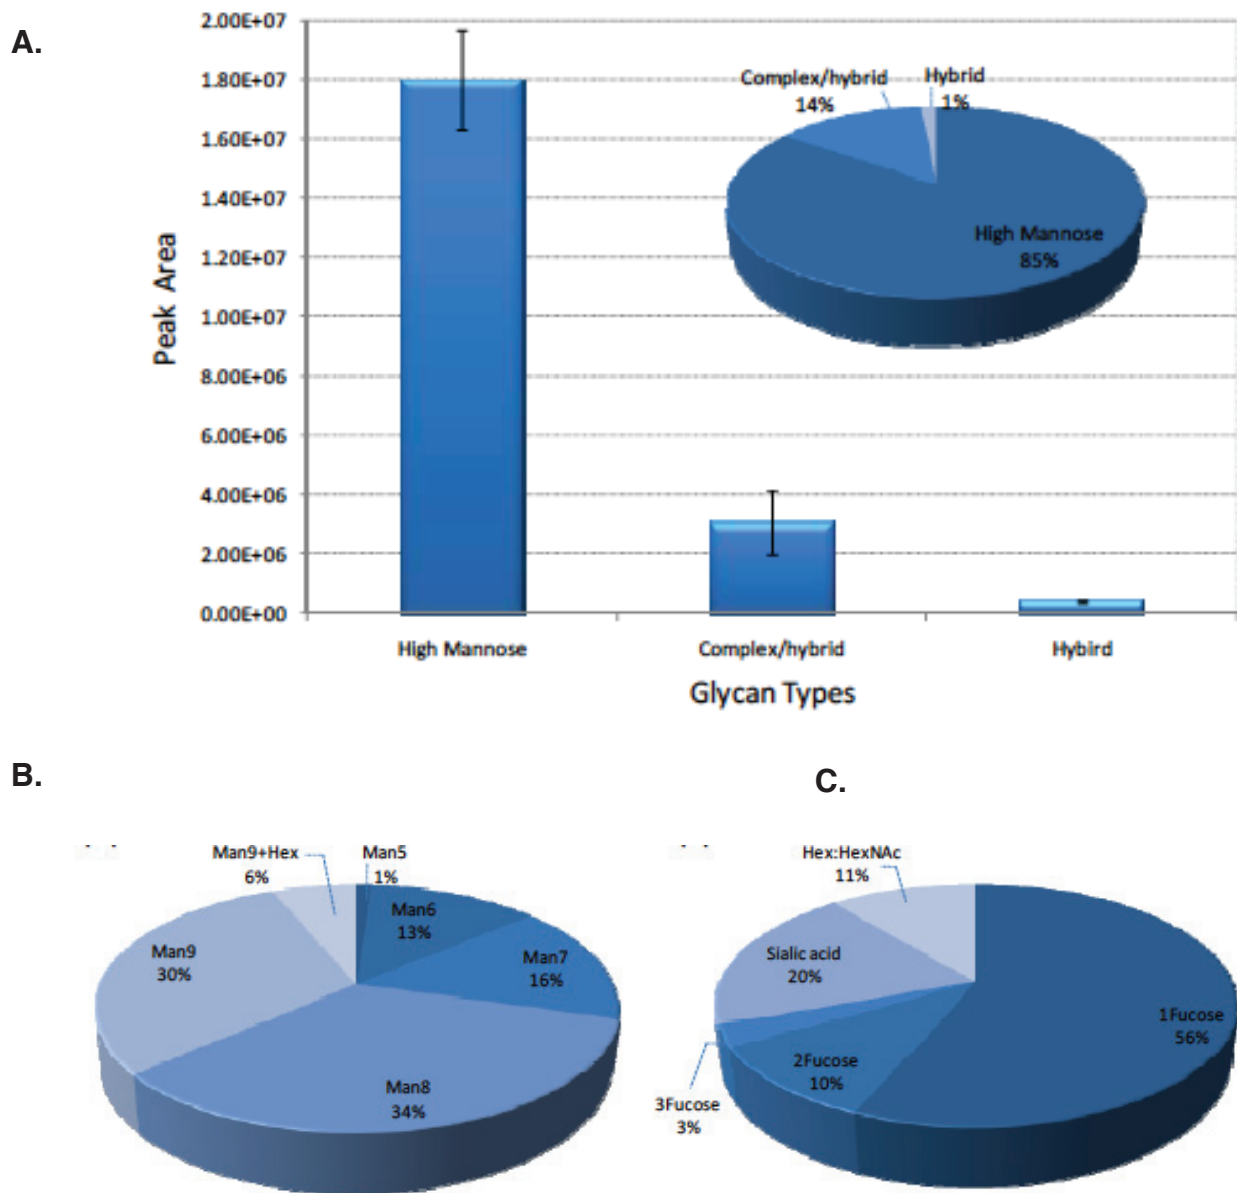 A.
2.00E+07
1.80E+07
1.60E+07
1.40E+07
1.20E+07
1.00E+07
8.00E+06
6.00E+06
4.00E+06
2.00E+06
0.00E+00
Peak Area
Complex/hybrid
14%
Hybrid
1%
High Mannose
85%
High Mannose
Complex/hybrid
Hybird
Glycan Types
B.
Man9+Hex
6%
Man5
1%
Man6
13%
Man7
16%
Man9
30%
Man8
34%
C.
Hex:HexNAc
11%
Sialic acid
20%
1Fucose
56%
2Fucose
10%
3Fucose
3%